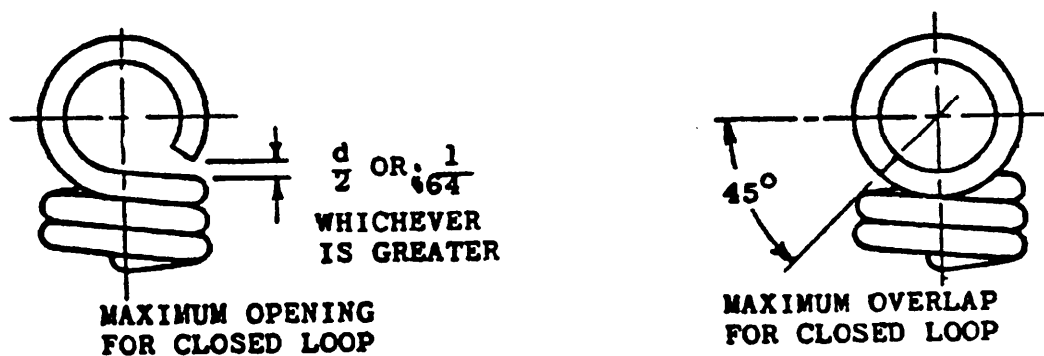 d/2 OR 1/64
WHICHEVER
IS GREATER
MAXIMUM OPENING
FOR CLOSED LOOP
45°
MAXIMUM OVERLAP
FOR CLOSED LOOP